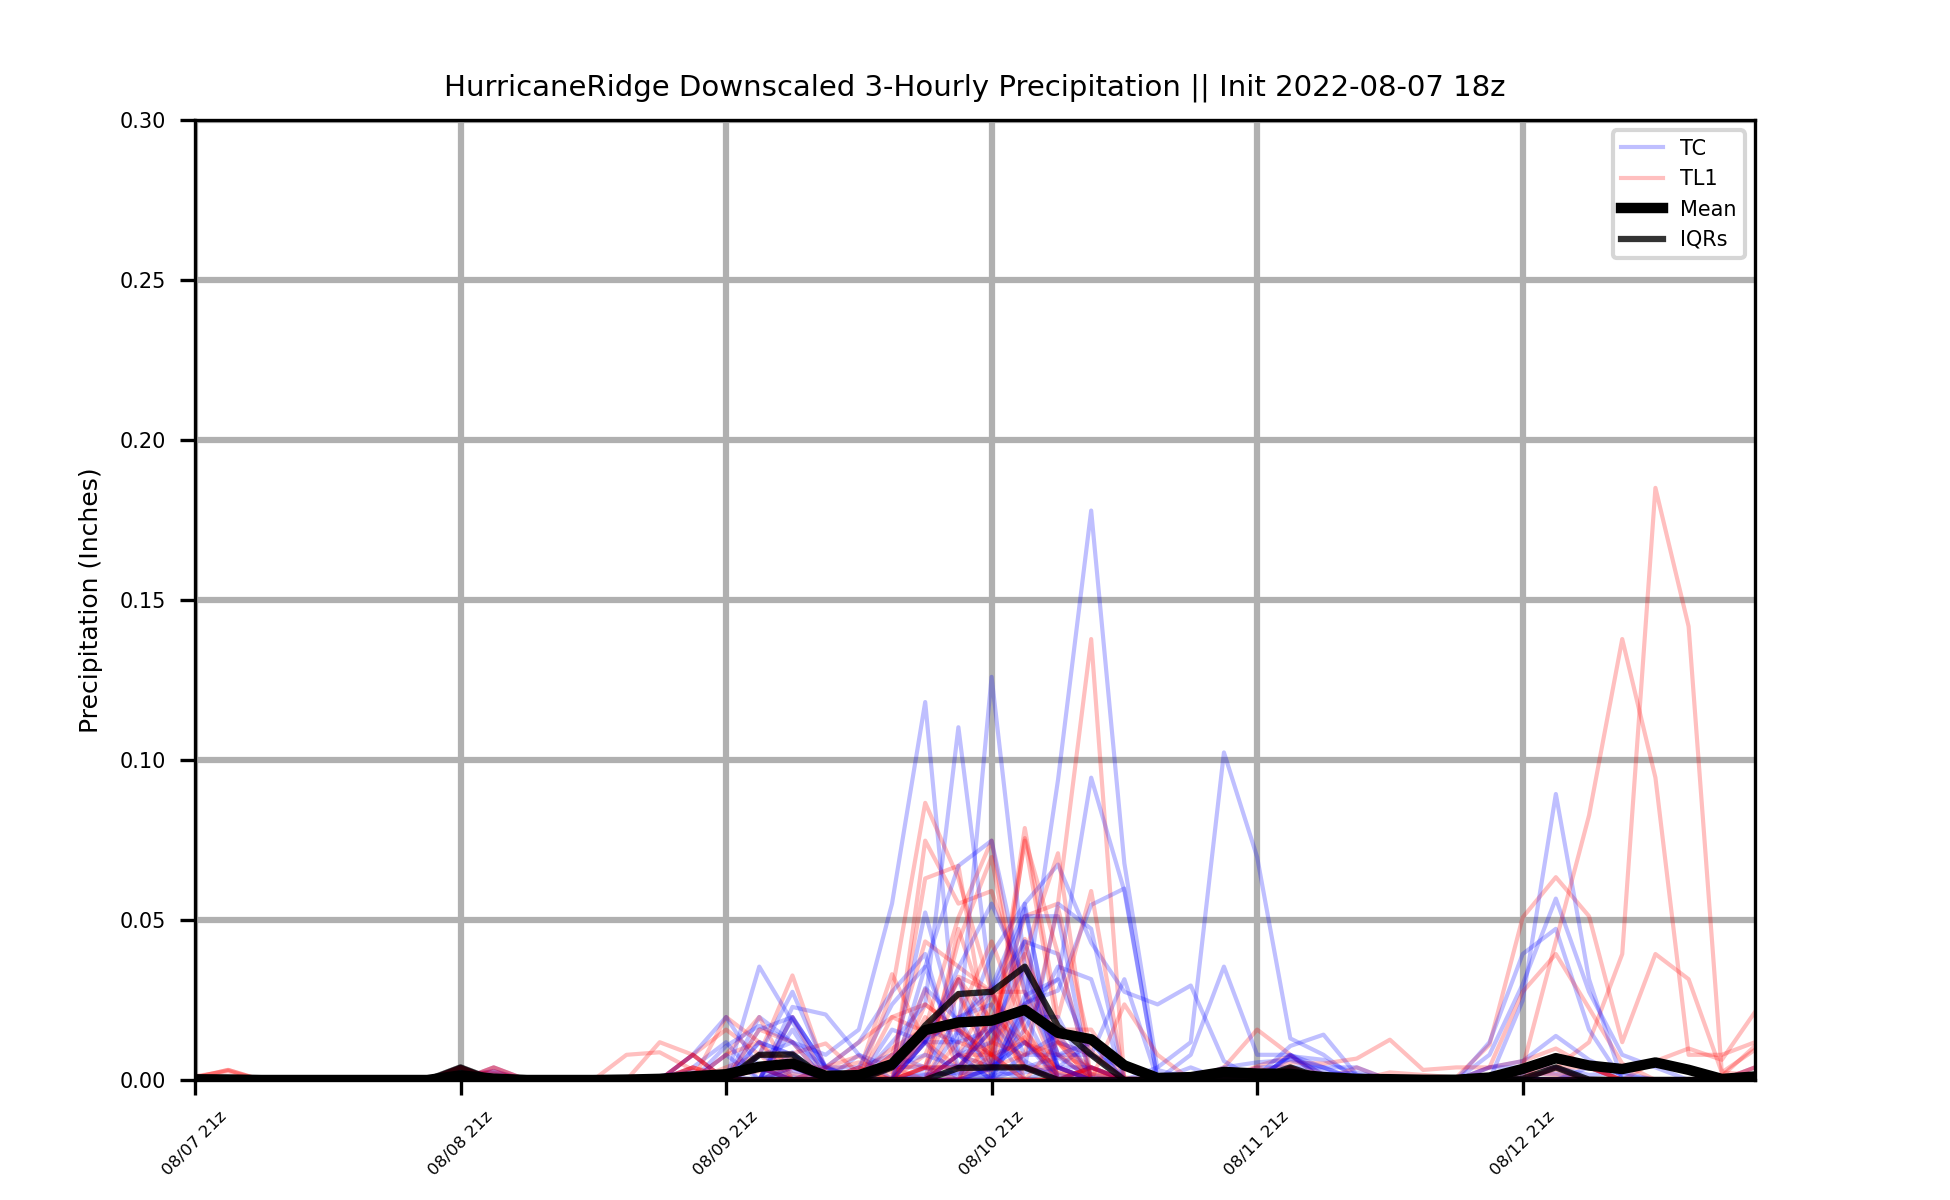 HurricaneRidge Downscaled 3-Hourly Precipitation || Init 2022-08-07 18z
0.30
0.25
0.20
0.15
0.10
0.05
0.00
Precipitation (Inches)
TC
TL1
Mean
IQRs
08/07 21z
08/08 21z
08/09 21z
08/10 21z
08/11 21z
08/12 21z